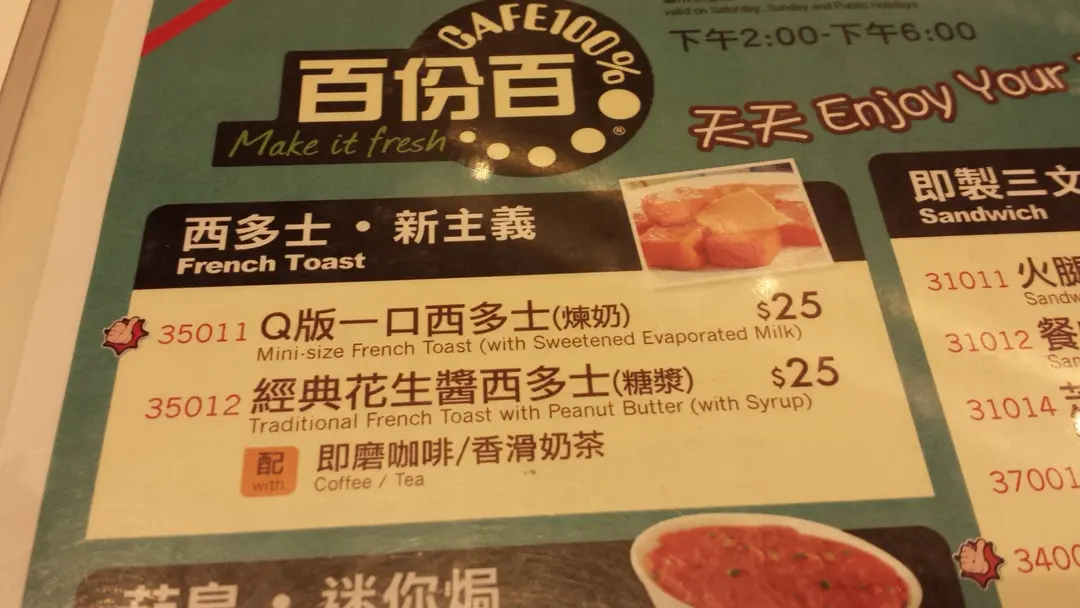 CAFE100%
百份百
Make it fresh
®
valid on Saturday, Sunday and Public Holidays
下午2:00-下午6:00
天天 Enjoy Your
西多士・新主義
French Toast
35011 Q版一口西多士(煉奶) $25
Mini-size French Toast (with Sweetened Evaporated Milk)
35012 經典花生醬西多士(糖漿) $25
Traditional French Toast with Peanut Butter (with Syrup)
配 即磨咖啡/香滑奶茶
with Coffee / Tea
即製三文
Sandwich
31011 火腿
31012 餐
31014
3701
3400
迷你焗